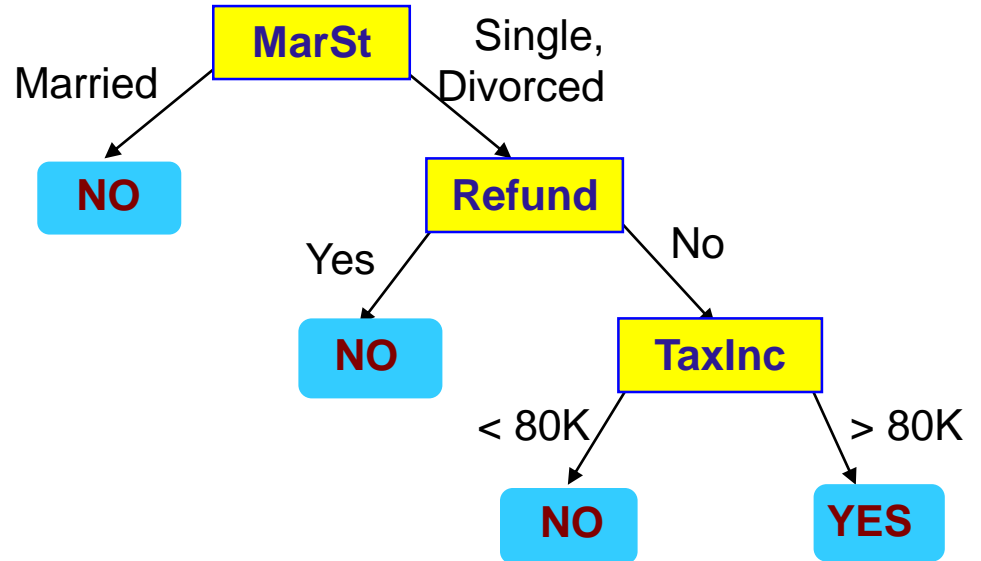 MarSt
Single,
Married
Divorced
NO
Refund
Yes
No
NO
TaxInc
< 80K
> 80K
NO
YES